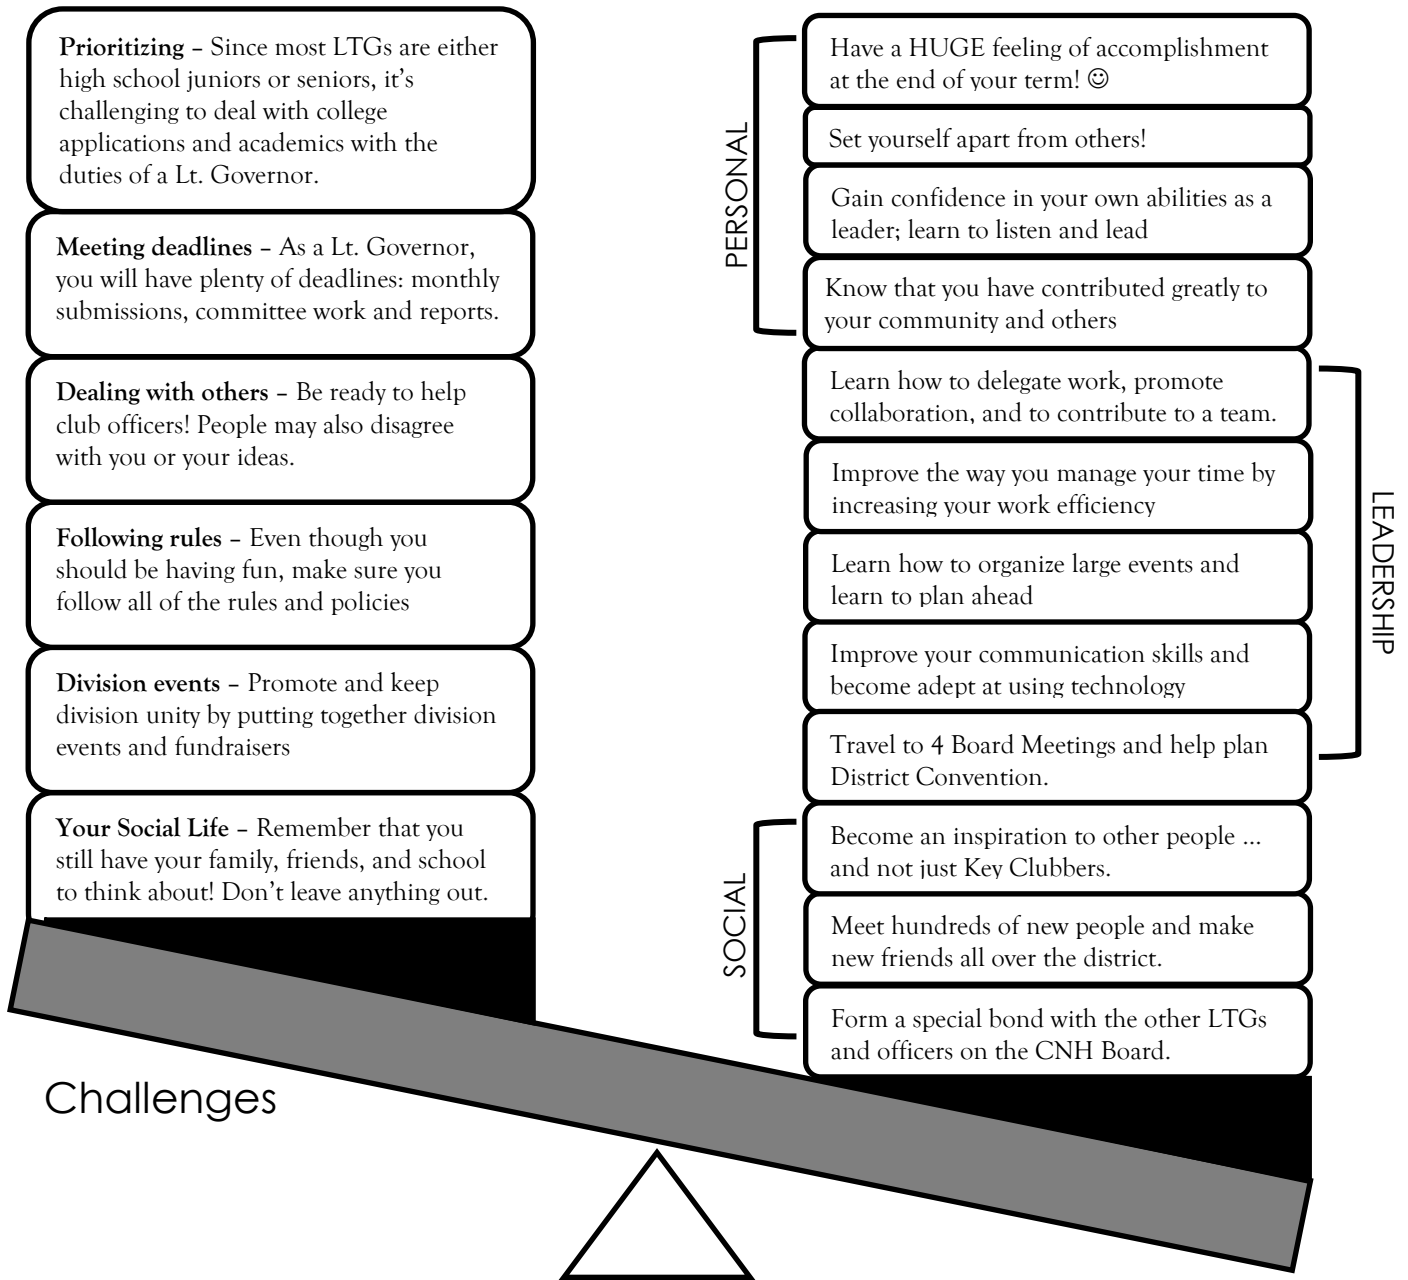 Prioritizing – Since most LTGs are either
high school juniors or seniors, it's
challenging to deal with college
applications and academics with the
duties of a Lt. Governor.
Meeting deadlines – As a Lt. Governor,
you will have plenty of deadlines: monthly
submissions, committee work and reports.
Dealing with others – Be ready to help
club officers! People may also disagree
with you or your ideas.
Following rules – Even though you
should be having fun, make sure you
follow all of the rules and policies
Division events – Promote and keep
division unity by putting together division
events and fundraisers
Your Social Life – Remember that you
still have your family, friends, and school
to think about! Don't leave anything out.
Challenges
PERSONAL
Have a HUGE feeling of accomplishment
at the end of your term! ☺
Set yourself apart from others!
Gain confidence in your own abilities as a
leader; learn to listen and lead
Know that you have contributed greatly to
your community and others
LEADERSHIP
Learn how to delegate work, promote
collaboration, and to contribute to a team.
Improve the way you manage your time by
increasing your work efficiency
Learn how to organize large events and
learn to plan ahead
Improve your communication skills and
become adept at using technology
Travel to 4 Board Meetings and help plan
District Convention.
SOCIAL
Become an inspiration to other people ...
and not just Key Clubbers.
Meet hundreds of new people and make
new friends all over the district.
Form a special bond with the other LTGs
and officers on the CNH Board.